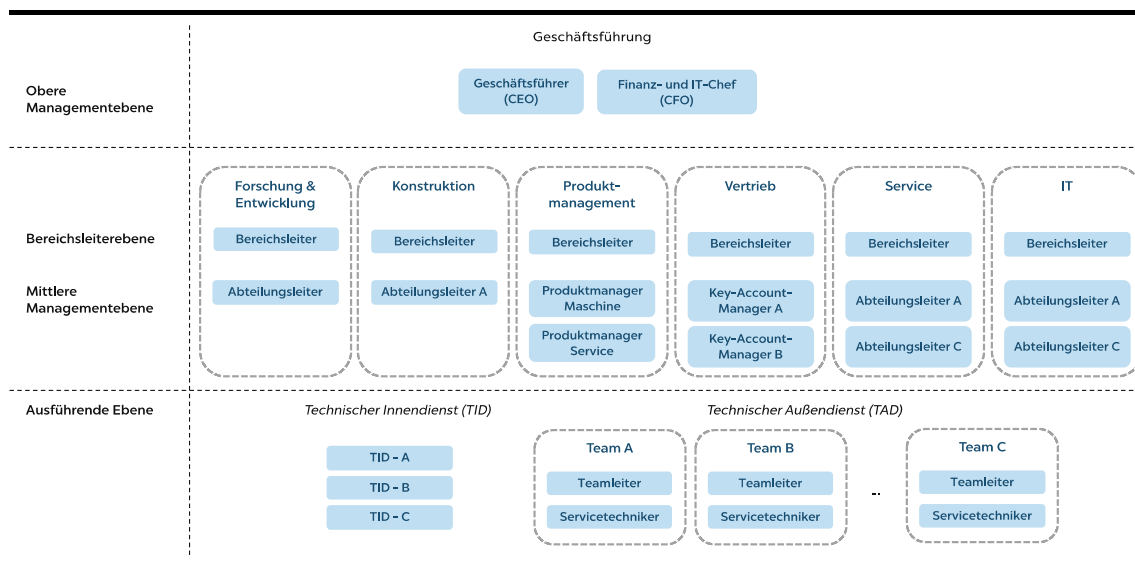 Geschäftsführung
Obere
Managementebene
Geschäftsführer
(CEO)
Finanz- und IT-Chef
(CFO)
Forschung &
Entwicklung
Konstruktion
Produkt-
management
Vertrieb
Service
IT
Bereichsleiterebene
Bereichsleiter
Bereichsleiter
Bereichsleiter
Bereichsleiter
Bereichsleiter
Bereichsleiter
Mittlere
Managementebene
Abteilungsleiter
Abteilungsleiter A
Produktmanager
Maschine
Key-Account-
Manager A
Abteilungsleiter A
Abteilungsleiter A
Produktmanager
Service
Key-Account-
Manager B
Abteilungsleiter C
Abteilungsleiter C
Ausführende Ebene
Technischer Innendienst (TID)
Technischer Außendienst (TAD)
TID - A
TID - B
TID - C
Team A
Teamleiter
Servicetechniker
Team B
Teamleiter
Servicetechniker
...
Team C
Teamleiter
Servicetechniker